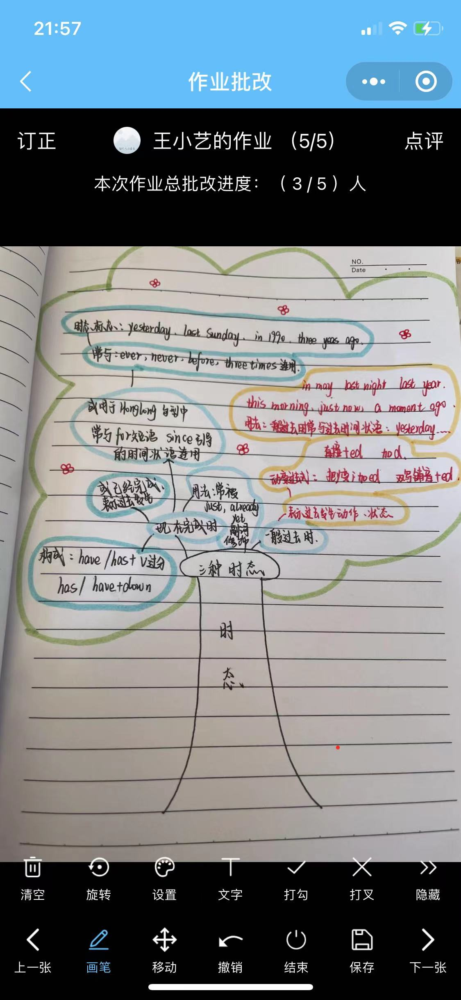 21:57
作业批改
订正
王小艺的作业 （5/5）
点评
本次作业总批改进度：（3/5）人
NO.
Date
时态标志：yesterday、last Sunday、in 1990、three yeas ago.
常与：ever，never、before，three times 连用.
in may last night last year.
this morning、just now，a moment ago.
用法：一般过去时常与过去时间状语：yesterday....
或用于 Honglong 句型中
常与 for短语 since引导
的时间状语连用
直接+ed
动变过去式：把y变i to ed 双写辅音+ed.
表示过去发生动作、状态
或已经完成、
表示过去发生
用法：常被
just，already
yet
副词
修饰
现在完成时
一般过去时.
构成：have /has+ V过分
has/ have+down
三种时态
时
态
清空
旋转
设置
文字
打勾
打叉
隐藏
上一张
画笔
移动
撤销
结束
保存
下一张